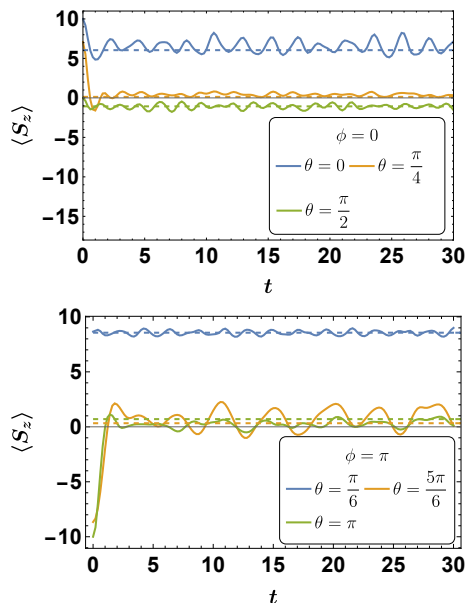 10
5
0
-5
-10
-15
⟨S_z⟩
ϕ = 0
θ = 0 θ = π/4
θ = π/2
0 5 10 15 20 25 30
t
10
5
0
-5
-10
⟨S_z⟩
ϕ = π
θ = π/6 θ = 5π/6
θ = π
0 5 10 15 20 25 30
t